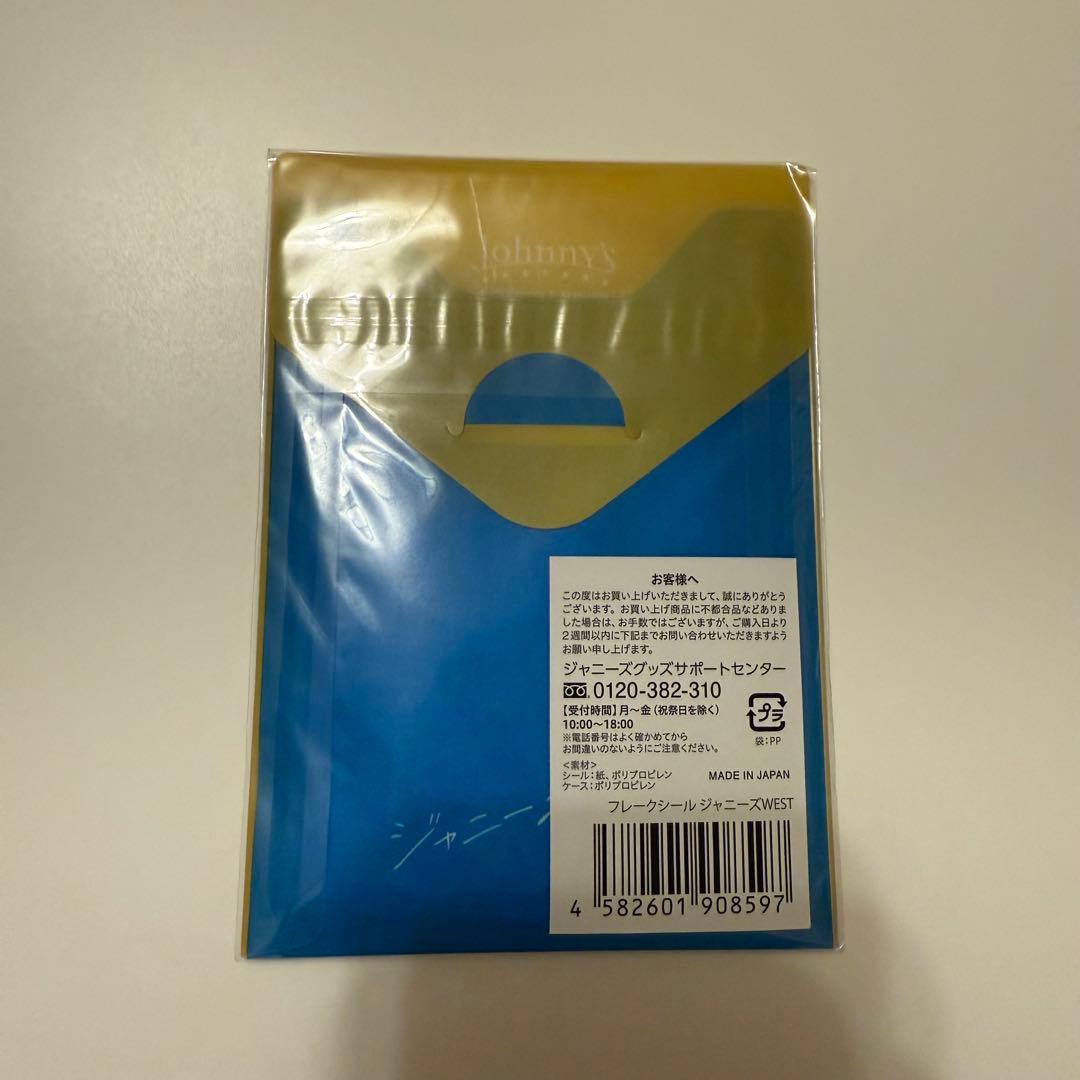 Johnny's
お客様へ
この度はお買い上げいただきまして、誠にありがとう
ございます。お買い上げ商品に不都合品などありま
した場合は、お手数ではございますが、ご購入日より
2週間以内に下記までお問い合わせいただきますよう
お願い申し上げます。
ジャニーズグッズサポートセンター
0120-382-310
【受付時間】月〜金(祝祭日を除く)
10:00〜18:00
※電話番号はよく確かめてから
お間違いのないようにご注意ください。
プラ
袋:PP
<素材>
シール:紙、ポリプロピレン
ケース:ポリプロピレン
MADE IN JAPAN
フレークシール ジャニーズWEST
4 582601 908597
ジャニー